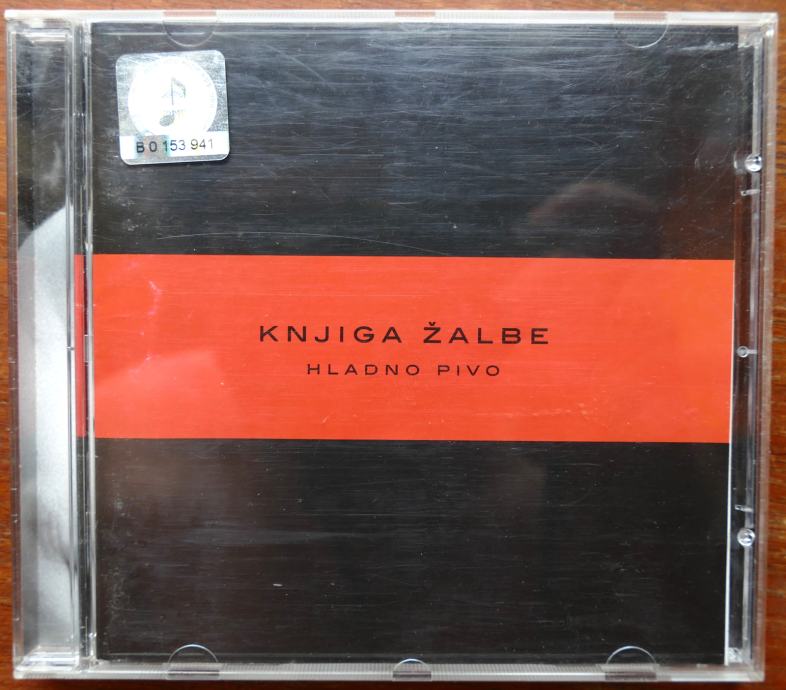 B 0 153 941
KNJIGA ŽALBE
HLADNO PIVO